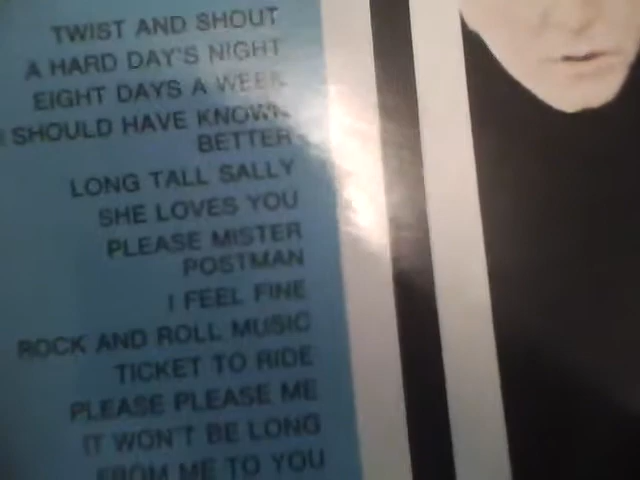 TWIST AND SHOUT
A HARD DAY'S NIGHT
EIGHT DAYS A WEEK
I SHOULD HAVE KNOWN
BETTER
LONG TALL SALLY
SHE LOVES YOU
PLEASE MISTER
POSTMAN
I FEEL FINE
ROCK AND ROLL MUSIC
TICKET TO RIDE
PLEASE PLEASE ME
IT WON'T BE LONG
FROM ME TO YOU